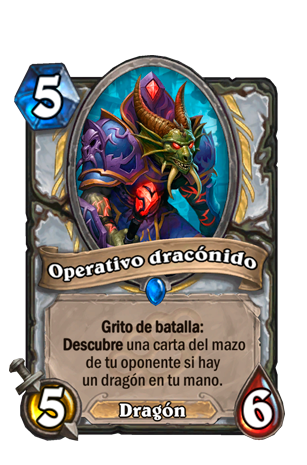 5
Operativo dracónido
Grito de batalla:
Descubre una carta del mazo
de tu oponente si hay
un dragón en tu mano.
5
Dragón
6